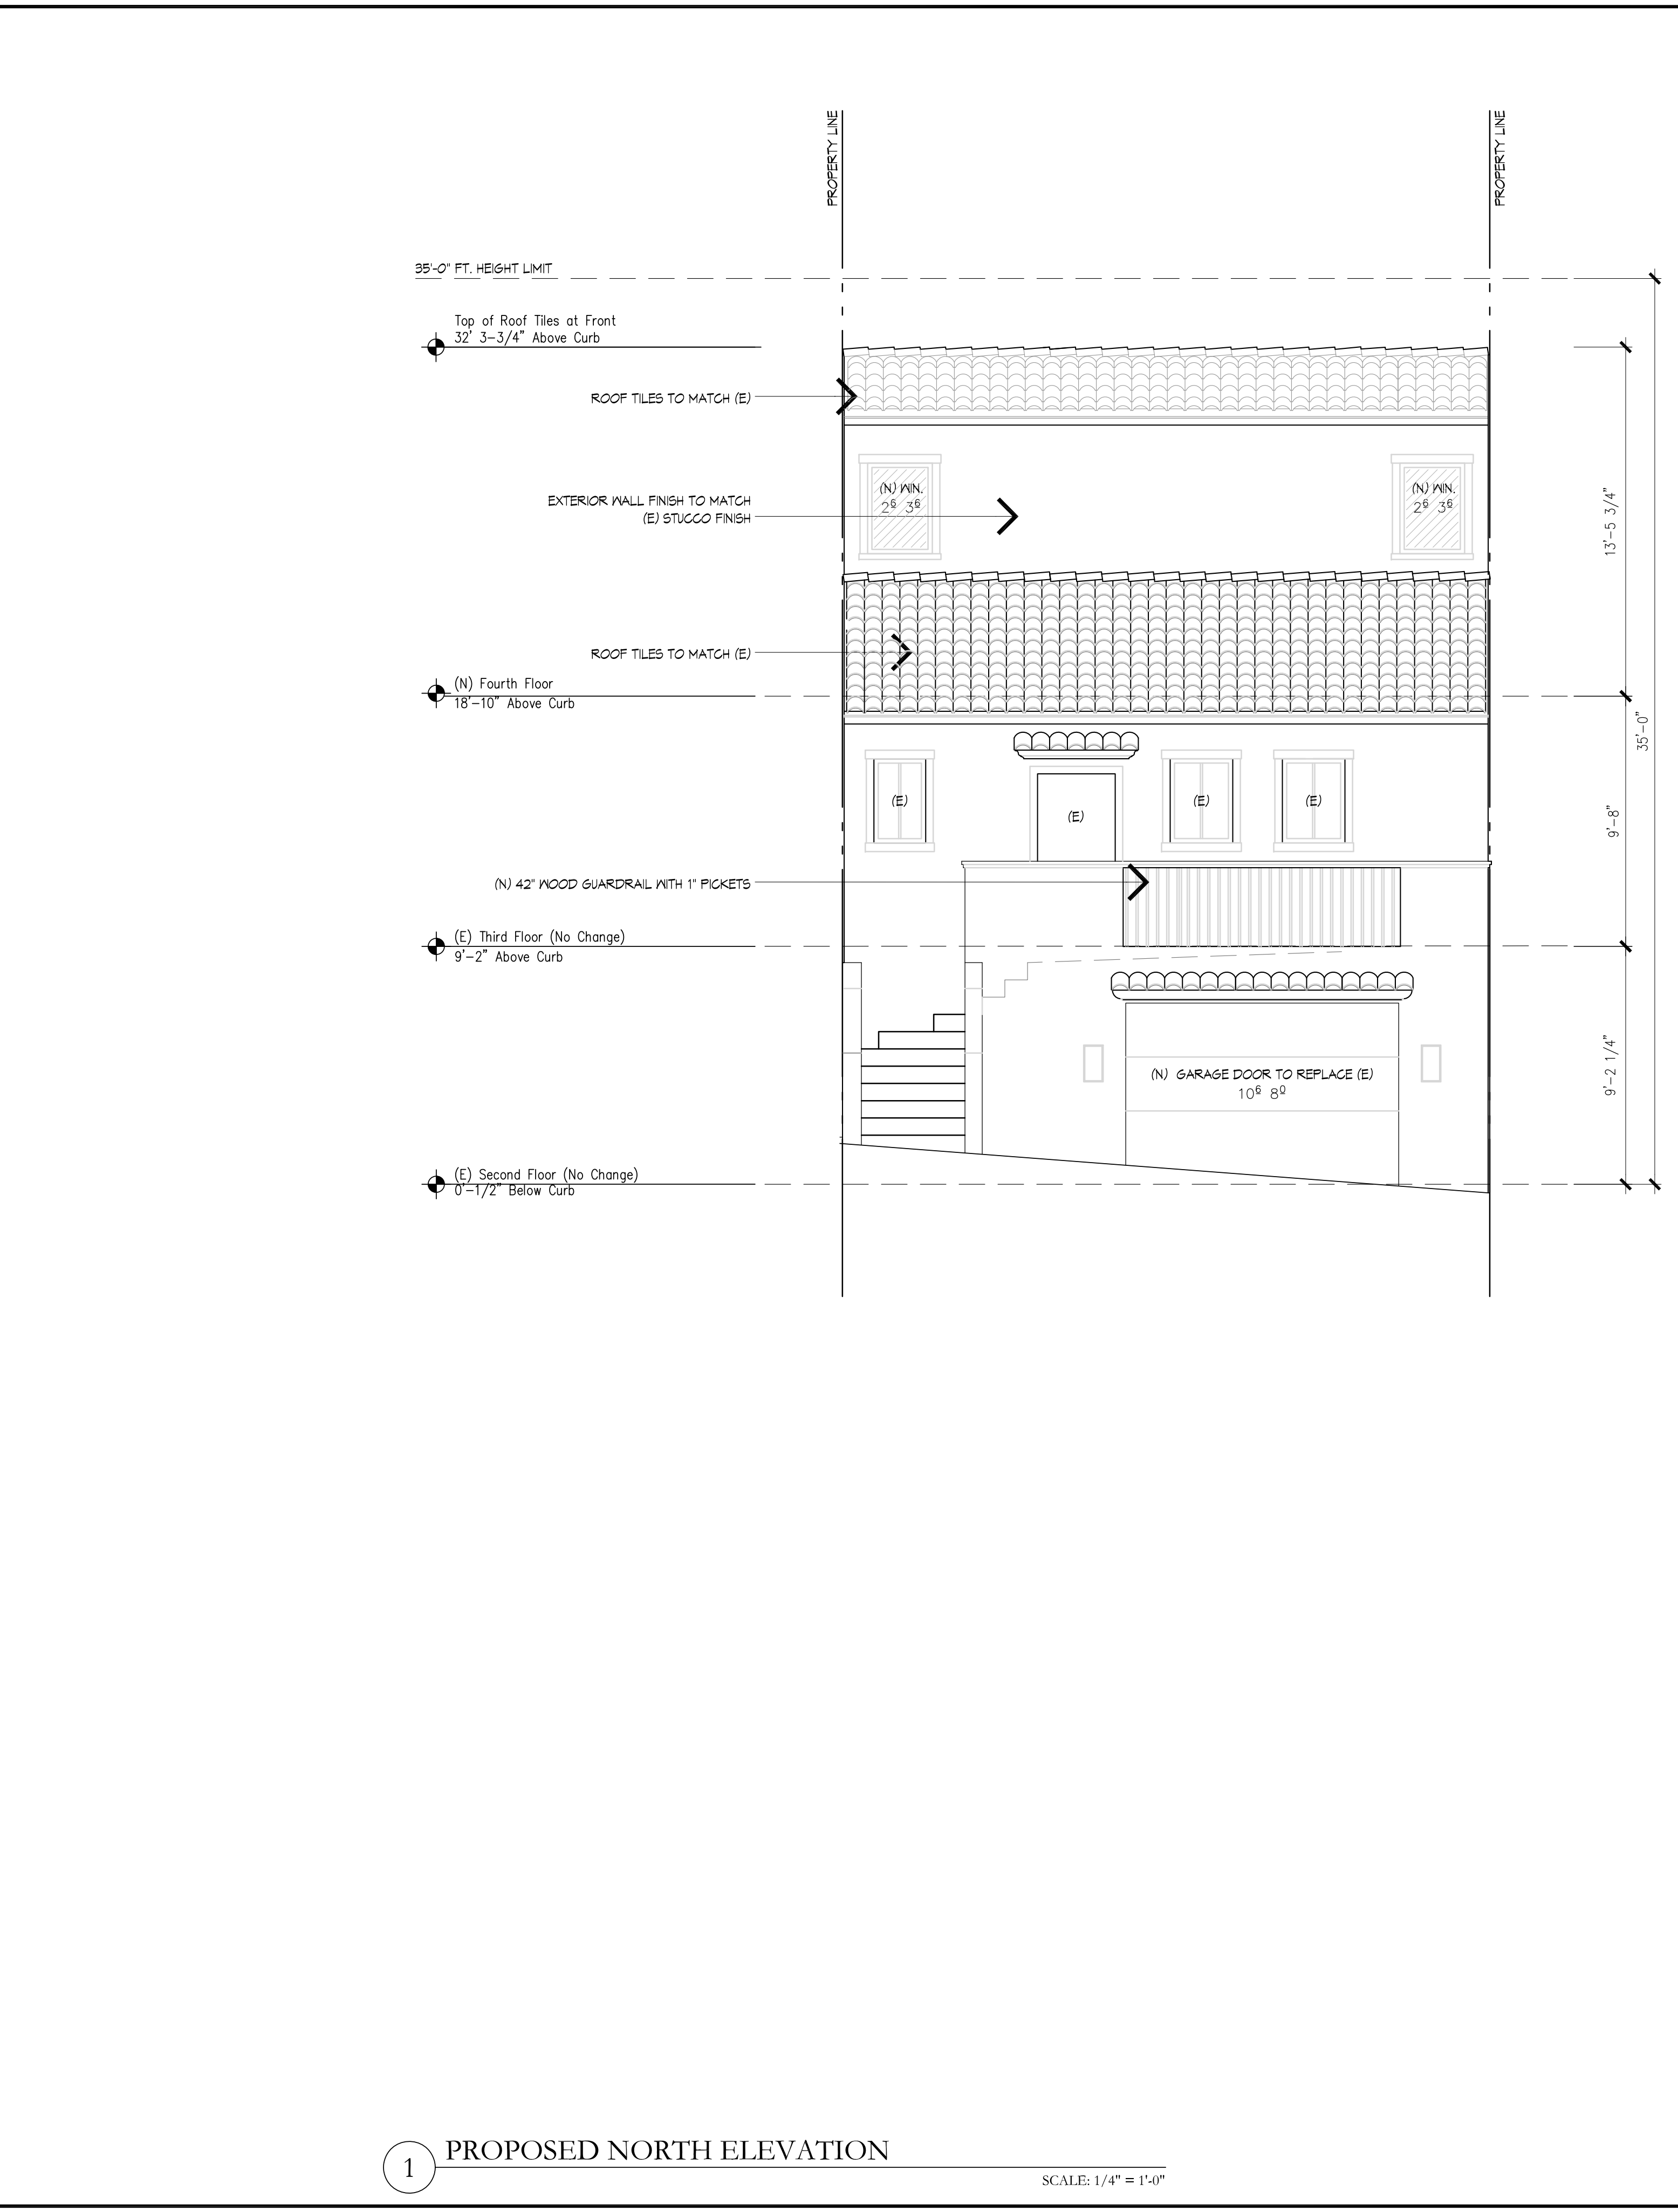 PROPERTY LINE
PROPERTY LINE
35'-0" FT. HEIGHT LIMIT
Top of Roof Tiles at Front
32' 3-3/4" Above Curb
ROOF TILES TO MATCH (E)
(N) WIN.
2⁶ 3⁶
(N) WIN.
2⁶ 3⁶
EXTERIOR WALL FINISH TO MATCH
(E) STUCCO FINISH
13'-5 3/4"
ROOF TILES TO MATCH (E)
(N) Fourth Floor
18'-10" Above Curb
35'-0"
(E)
(E)
(E)
(E)
9'-8"
(N) 42" WOOD GUARDRAIL WITH 1" PICKETS
(E) Third Floor (No Change)
9'-2" Above Curb
(N) GARAGE DOOR TO REPLACE (E)
10⁶ 8⁰
9'-2 1/4"
(E) Second Floor (No Change)
0'-1/2" Below Curb
1
PROPOSED NORTH ELEVATION
SCALE: 1/4" = 1'-0"